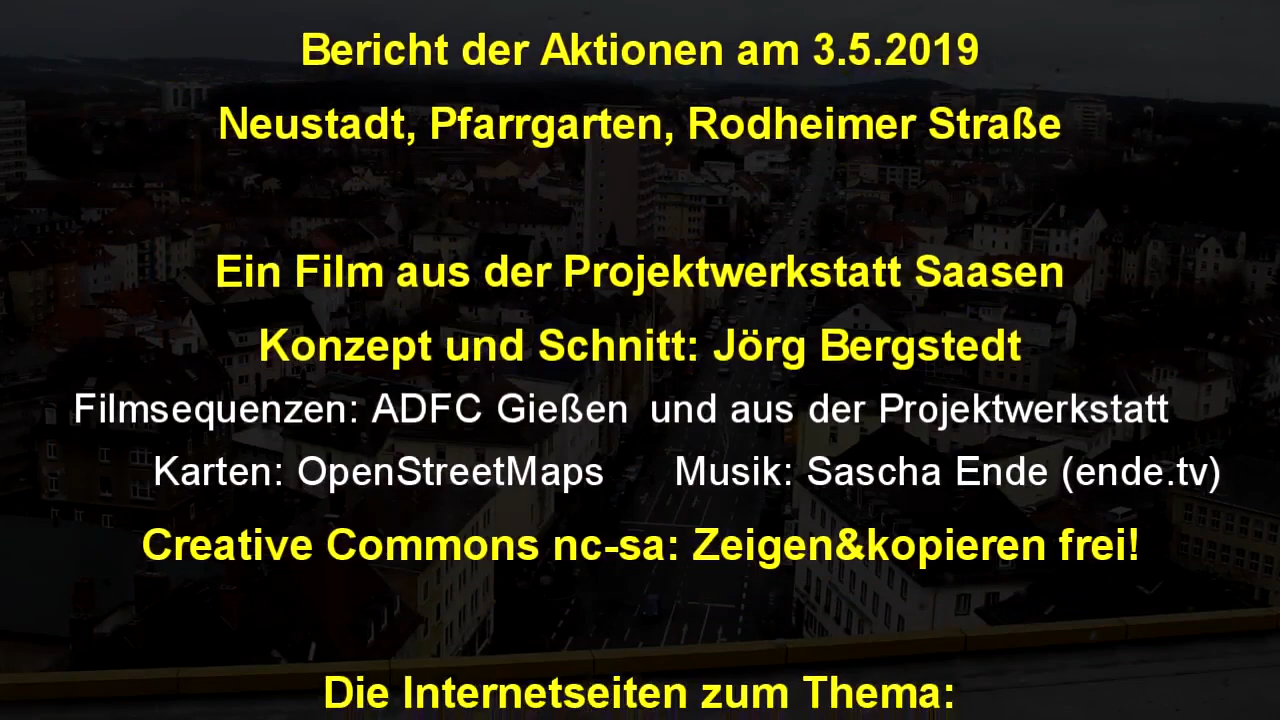 Bericht der Aktionen am 3.5.2019
Neustadt, Pfarrgarten, Rodheimer Straße
Ein Film aus der Projektwerkstatt Saasen
Konzept und Schnitt: Jörg Bergstedt
Filmsequenzen: ADFC Gießen und aus der Projektwerkstatt
Karten: OpenStreetMaps Musik: Sascha Ende (ende.tv)
Creative Commons nc-sa: Zeigen&kopieren frei!
Die Internetseiten zum Thema: